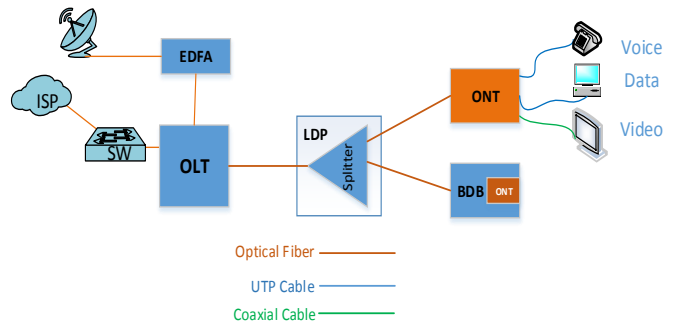 EDFA
ISP
SW
OLT
LDP
Splitter
ONT
BDB
ONT
Voice
Data
Video
Optical Fiber
UTP Cable
Coaxial Cable